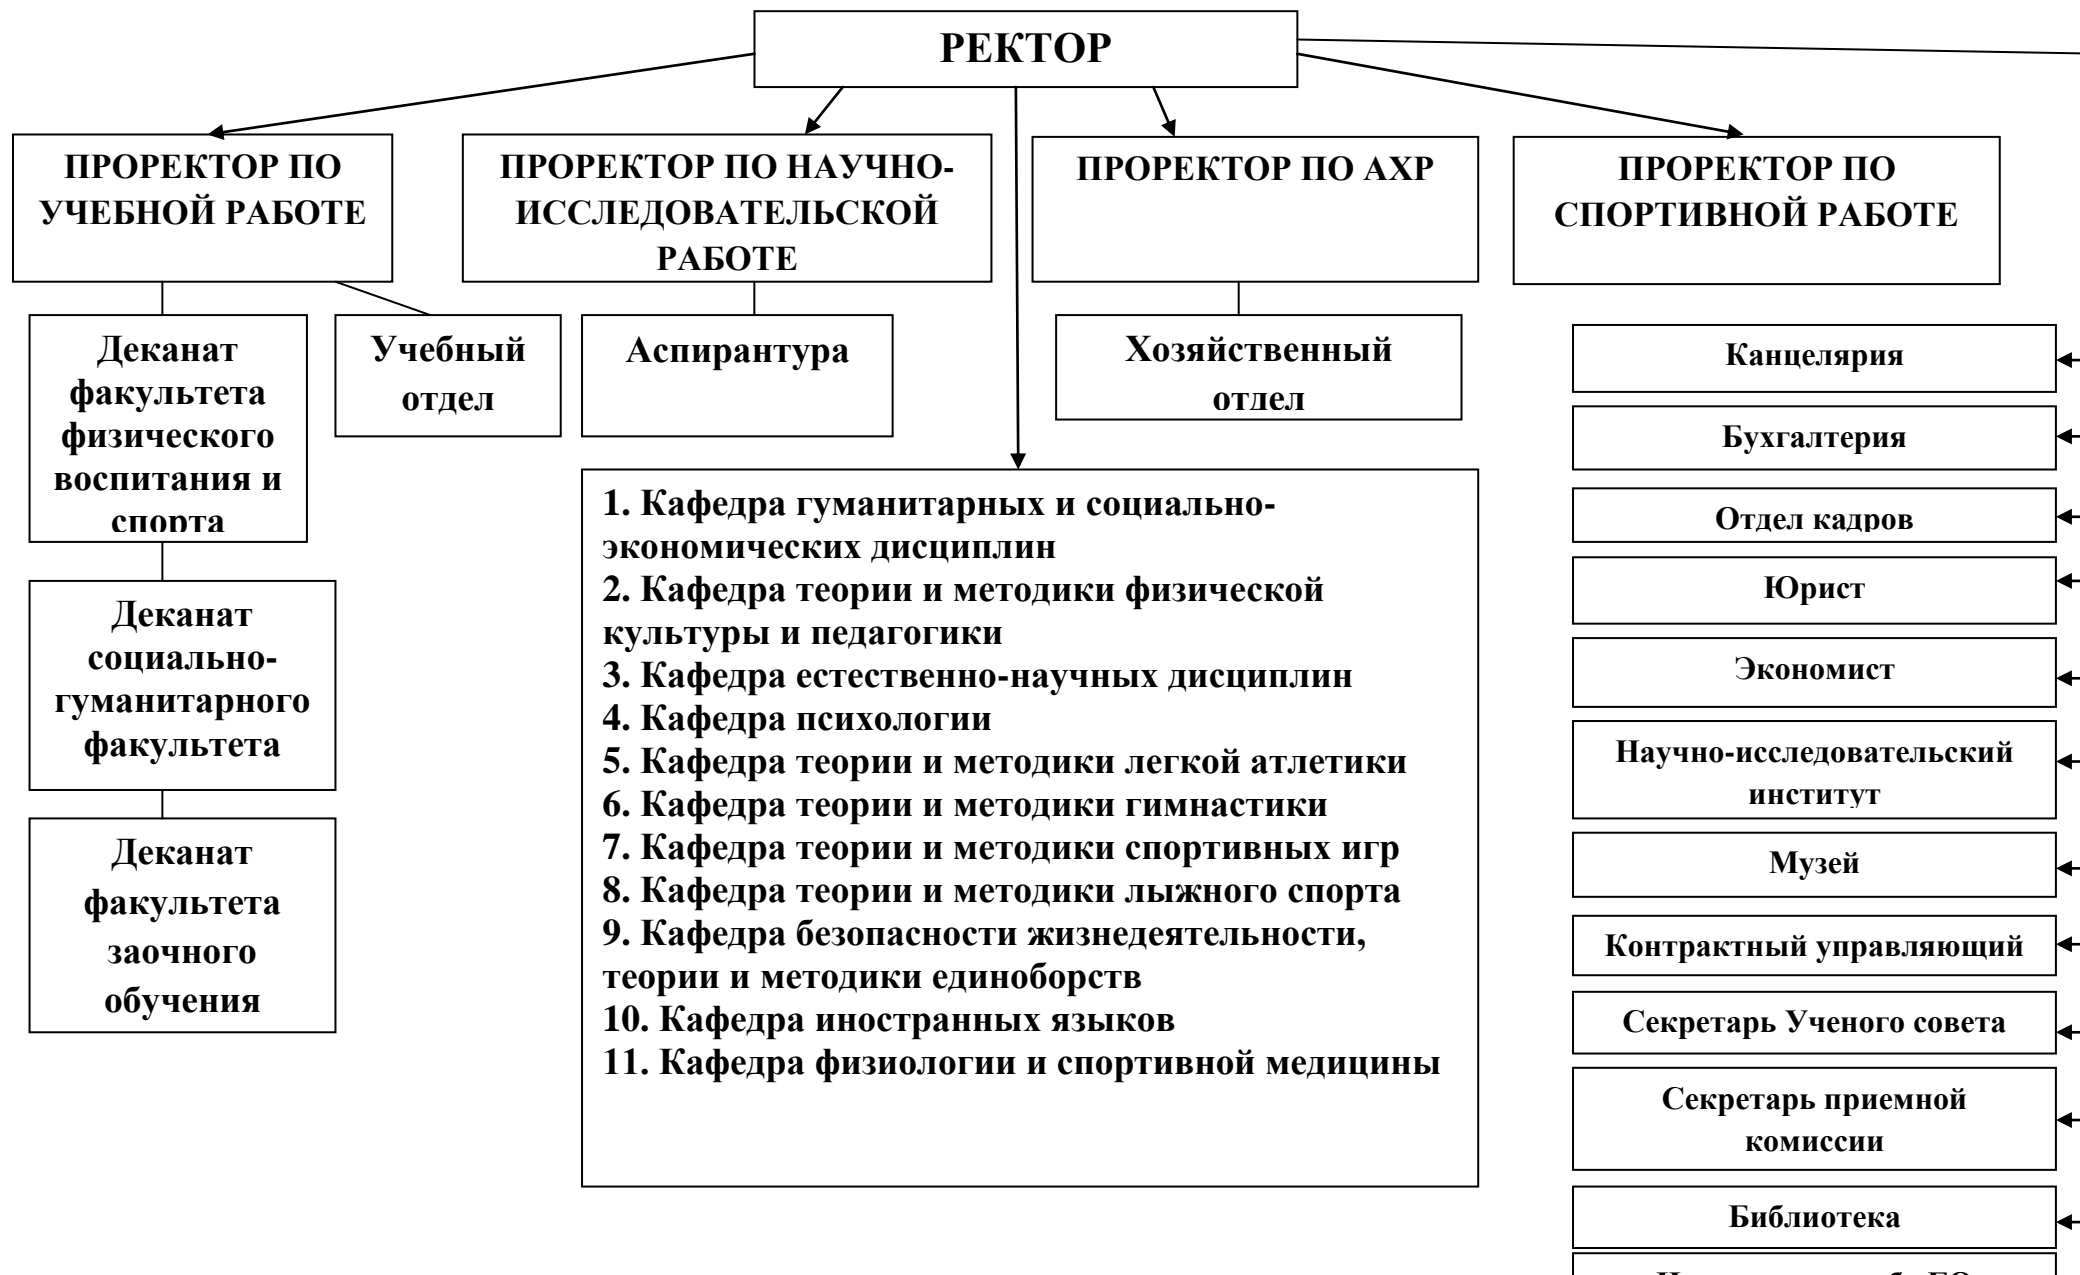 РЕКТОР
ПРОРЕКТОР ПО
УЧЕБНОЙ РАБОТЕ
ПРОРЕКТОР ПО НАУЧНО-
ИССЛЕДОВАТЕЛЬСКОЙ
РАБОТЕ
ПРОРЕКТОР ПО АХР
ПРОРЕКТОР ПО
СПОРТИВНОЙ РАБОТЕ
Деканат
факультета
физического
воспитания и
спорта
Учебный
отдел
Аспирантура
Хозяйственный
отдел
Деканат
социально-
гуманитарного
факультета
Деканат
факультета
заочного
обучения
1. Кафедра гуманитарных и социально-
экономических дисциплин
2. Кафедра теории и методики физической
культуры и педагогики
3. Кафедра естественно-научных дисциплин
4. Кафедра психологии
5. Кафедра теории и методики легкой атлетики
6. Кафедра теории и методики гимнастики
7. Кафедра теории и методики спортивных игр
8. Кафедра теории и методики лыжного спорта
9. Кафедра безопасности жизнедеятельности,
теории и методики единоборств
10. Кафедра иностранных языков
11. Кафедра физиологии и спортивной медицины
Канцелярия
Бухгалтерия
Отдел кадров
Юрист
Экономист
Научно-исследовательский
институт
Музей
Контрактный управляющий
Секретарь Ученого совета
Секретарь приемной
комиссии
Библиотека